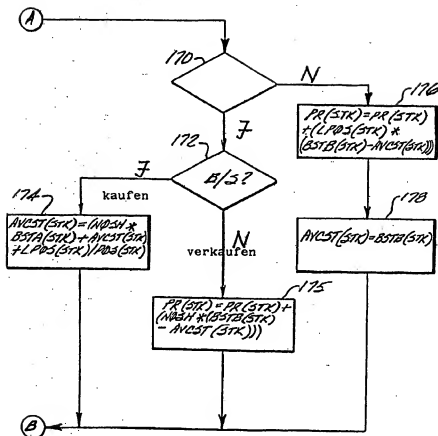 A
170
N
176
PR(STK)=PR(STK)
+(LPOS(STK)*
(BSTB(STK)-AVCST(STK)))
J
172
B/S?
J
174
kaufen
AVCST(STK)=(NOSH*
BSTA(STK)+AVCST(STK)
*LPOS(STK)/POS(STK)
178
AVCST(STK)=BSTB(STK)
N
verkaufen
175
PR(STK)=PR(STK)+
(NOSH*(BSTB(STK)
-AVCST(STK)))
B